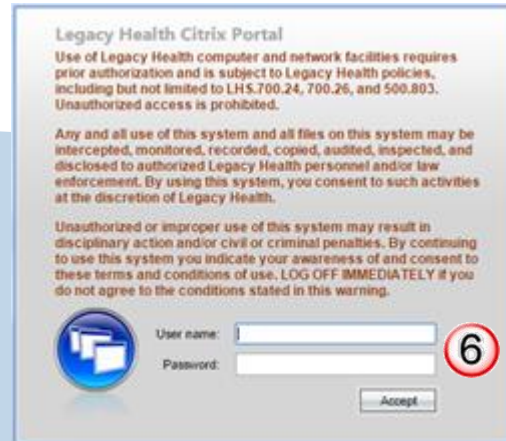 Legacy Health Citrix Portal
Use of Legacy Health computer and network facilities requires
prior authorization and is subject to Legacy Health policies,
including but not limited to LHS.700.24, 700.26, and 500.803.
Unauthorized access is prohibited.
Any and all use of this system and all files on this system may be
intercepted, monitored, recorded, copied, audited, inspected, and
disclosed to authorized Legacy Health personnel and/or law
enforcement. By using this system, you consent to such activities
at the discretion of Legacy Health.
Unauthorized or improper use of this system may result in
disciplinary action and/or civil or criminal penalties. By continuing
to use this system you indicate your awareness of and consent to
these terms and conditions of use. LOG OFF IMMEDIATELY if you
do not agree to the conditions stated in this warning.
User name:
6
Password:
Accept